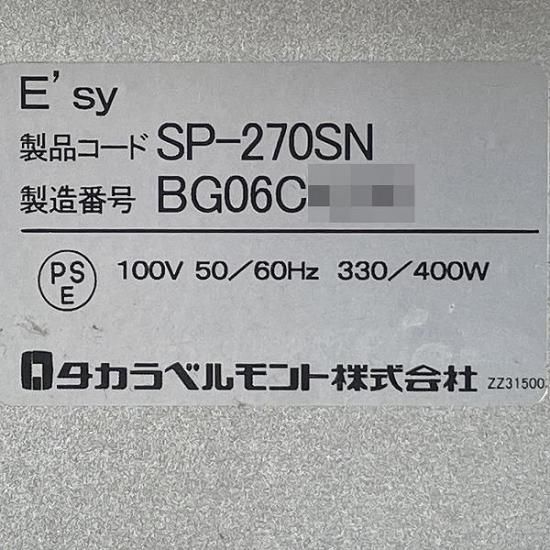 E'sy
製品コード SP-270SN
製造番号 BG06C
PS
E
100V 50/60Hz 330/400W
タカラベルモント株式会社 ZZ31500